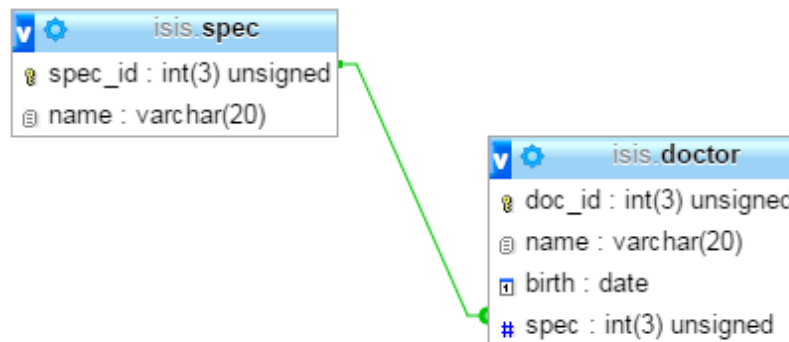 v isis.spec
spec_id : int(3) unsigned
name : varchar(20)
v isis.doctor
doc_id : int(3) unsigned
name : varchar(20)
1 birth : date
# spec : int(3) unsigned